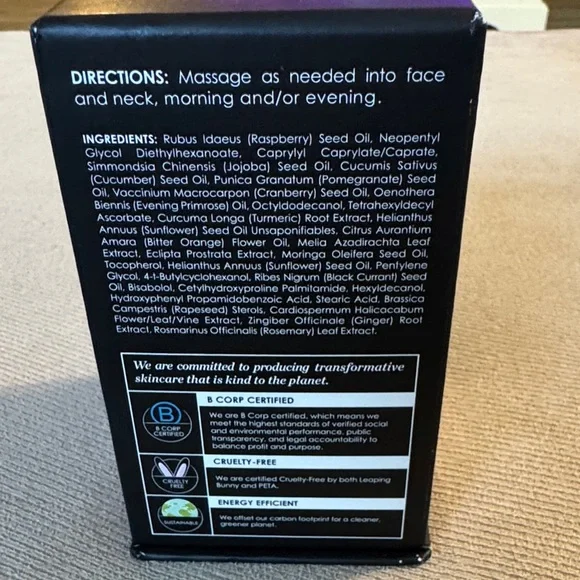 DIRECTIONS: Massage as needed into face
and neck, morning and/or evening.
INGREDIENTS: Rubus Idaeus (Raspberry) Seed Oil, Neopentyl
Glycol Diethylhexanoate, Caprylyl Caprylate/Caprate,
Simmondsia Chinensis (Jojoba) Seed Oil, Cucumis Sativus
(Cucumber) Seed Oil, Punica Granatum (Pomegranate) Seed
Oil, Vaccinium Macrocarpon (Cranberry) Seed Oil, Oenothera
Biennis (Evening Primrose) Oil, Octyldodecanol, Tetrahexyldecyl
Ascorbate, Curcuma Longa (Turmeric) Root Extract, Helianthus
Annuus (Sunflower) Seed Oil Unsaponifiables, Citrus Aurantium
Amara (Bitter Orange) Flower Oil, Melia Azadirachta Leaf
Extract, Eclipta Prostrata Extract, Moringa Oleifera Seed Oil,
Tocopherol, Helianthus Annuus (Sunflower) Seed Oil, Pentylene
Glycol, 4-t-Butylcyclohexanol, Ribes Nigrum (Black Currant) Seed
Oil, Bisabolol, Cetylhydroxyproline Palmitamide, Hexyldecanol,
Hydroxyphenyl Propamidobenzoic Acid, Stearic Acid, Brassica
Campestris (Rapeseed) Sterols, Cardiospermum Halicacabum
Flower/Leaf/Vine Extract, Zingiber Officinale (Ginger) Root
Extract, Rosmarinus Officinalis (Rosemary) Leaf Extract.
We are committed to producing transformative
skincare that is kind to the planet.
B
B CORP
CERTIFIED
B CORP CERTIFIED
We are B Corp certified, which means we
meet the highest standards of verified social
and environmental performance, public
transparency, and legal accountability to
balance profit and purpose.
CRUELTY
FREE
CRUELTY-FREE
We are certified Cruelty-Free by both Leaping
Bunny and PETA.
SUSTAINABLE
ENERGY EFFICIENT
We offset our carbon footprint for a cleaner,
greener planet.